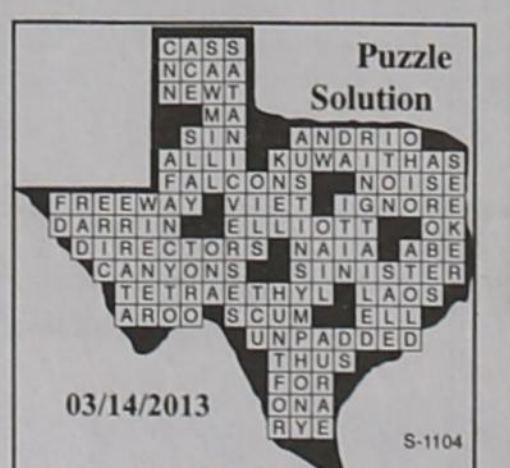 Puzzle
Solution
CASS
NCAA
NEWT
MA
SIN ANDRIO
ALLI KUWAITHAS
FALCONS NOISE
FREEWAY VIET IGNORE
DARRIN ELLIOTT OK
DIRECTORS NAIA ABE
CANYONS SINISTER
TETRAETHYL LAOS
AROO SCUM ELL
UNPADDED
THUS
FOR
ONA
RYE
03/14/2013
S-1104